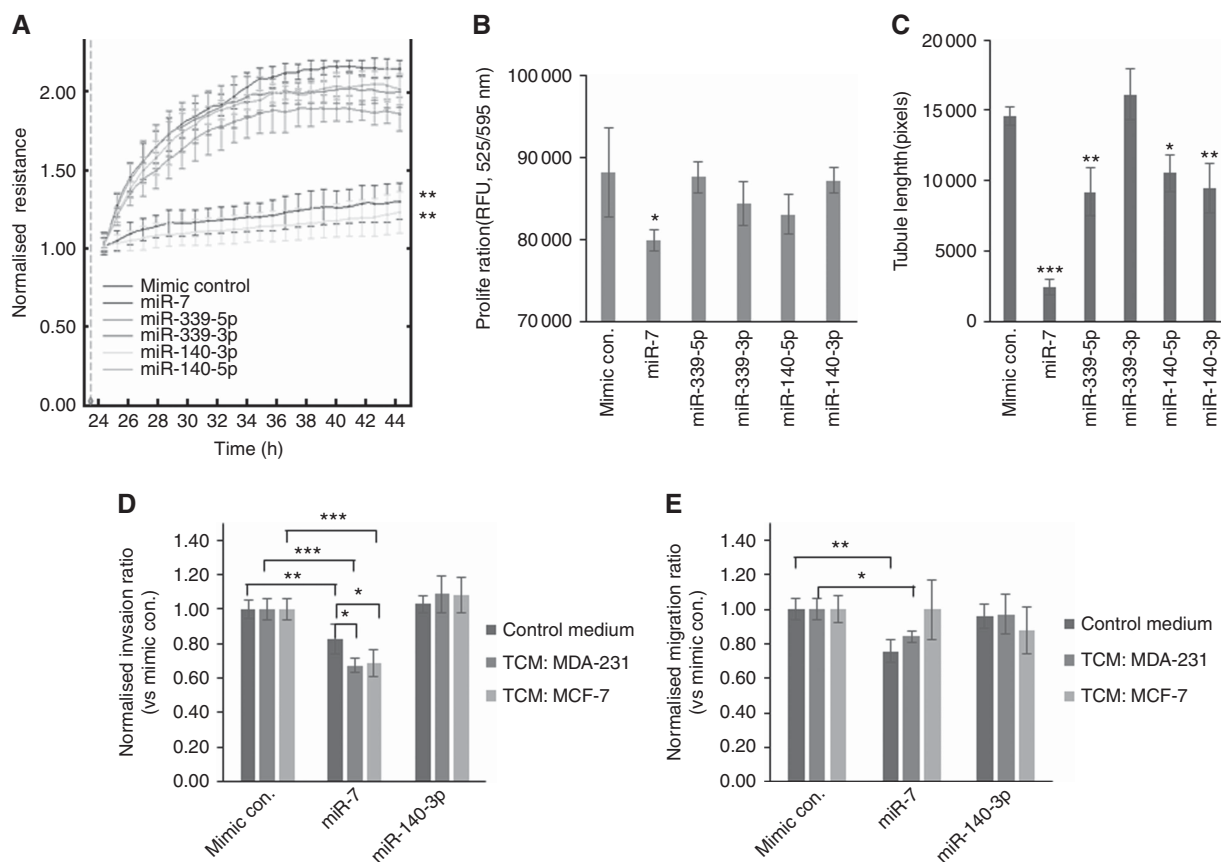 A
Normalised resistance
2.00
1.50
1.00
0.50
0.00
**
**
Mimic control
miR-7
miR-339-5p
miR-339-3p
miR-140-3p
miR-140-5p
24 26 28 30 32 34 36 38 40 42 44
Time (h)
B
Prolife ration(RFU, 525/595 nm)
100 000
90 000
80 000
70 000
*
Mimic con.
miR-7
miR-339-5p
miR-339-3p
miR-140-5p
miR-140-3p
C
Tubule lenghth(pixels)
20 000
15 000
10 000
5000
0
***
**
*
**
Mimic con.
miR-7
miR-339-5p
miR-339-3p
miR-140-5p
miR-140-3p
D
Normalised invsaion ratio
(vs mimic con.)
1.40
1.20
1.00
0.80
0.60
0.40
0.20
0.00
***
***
**
*
*
Mimic con.
miR-7
miR-140-3p
Control medium
TCM: MDA-231
TCM: MCF-7
E
Normalised migration ratio
(vs mimic con.)
1.40
1.20
1.00
0.80
0.60
0.40
0.20
0.00
**
*
Mimic con.
miR-7
miR-140-3p
Control medium
TCM: MDA-231
TCM: MCF-7